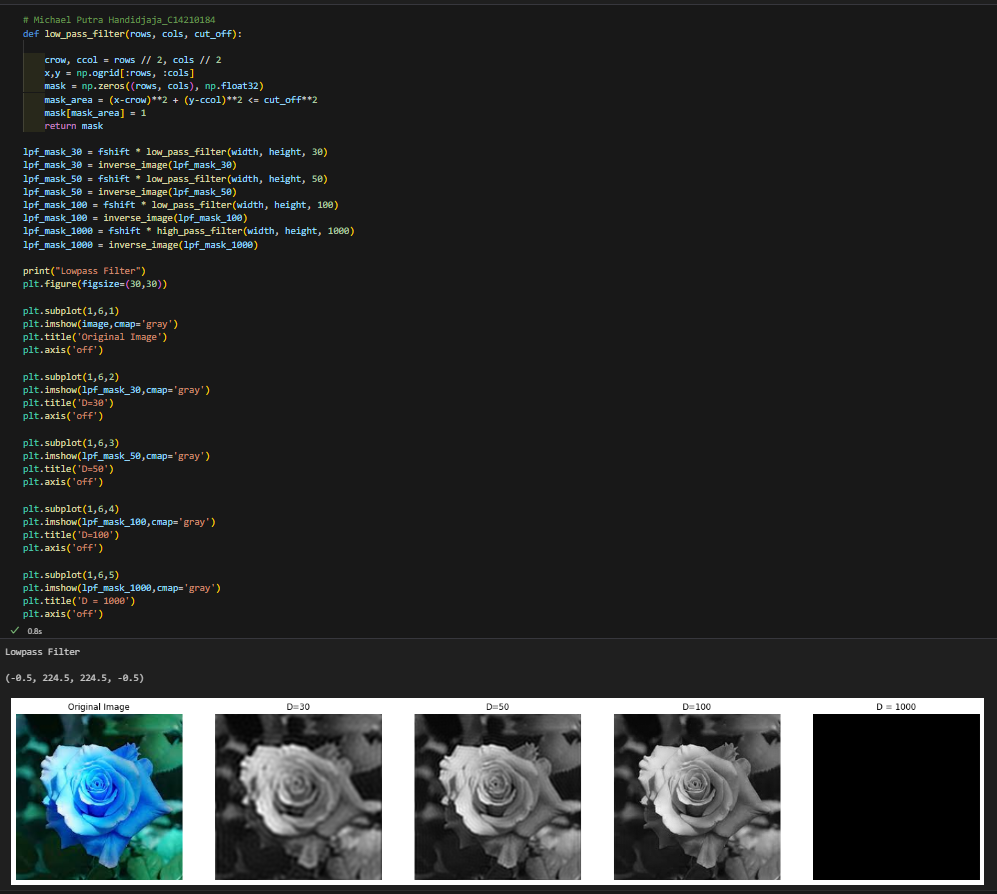 # Michael Putra Handidjaja_C14210184
def low_pass_filter(rows, cols, cut_off):
crow, ccol = rows // 2, cols // 2
x,y = np.ogrid[:rows, :cols]
mask = np.zeros((rows, cols), np.float32)
mask_area = (x-crow)**2 + (y-ccol)**2 <= cut_off**2
mask[mask_area] = 1
return mask
lpf_mask_30 = fshift * low_pass_filter(width, height, 30)
lpf_mask_30 = inverse_image(lpf_mask_30)
lpf_mask_50 = fshift * low_pass_filter(width, height, 50)
lpf_mask_50 = inverse_image(lpf_mask_50)
lpf_mask_100 = fshift * low_pass_filter(width, height, 100)
lpf_mask_100 = inverse_image(lpf_mask_100)
lpf_mask_1000 = fshift * high_pass_filter(width, height, 1000)
lpf_mask_1000 = inverse_image(lpf_mask_1000)
print("Lowpass Filter")
plt.figure(figsize=(30,30))
plt.subplot(1,6,1)
plt.imshow(image,cmap='gray')
plt.title('Original Image')
plt.axis('off')
plt.subplot(1,6,2)
plt.imshow(lpf_mask_30,cmap='gray')
plt.title('D=30')
plt.axis('off')
plt.subplot(1,6,3)
plt.imshow(lpf_mask_50,cmap='gray')
plt.title('D=50')
plt.axis('off')
plt.subplot(1,6,4)
plt.imshow(lpf_mask_100,cmap='gray')
plt.title('D=100')
plt.axis('off')
plt.subplot(1,6,5)
plt.imshow(lpf_mask_1000,cmap='gray')
plt.title('D = 1000')
plt.axis('off')
0.8s
Lowpass Filter
(-0.5, 224.5, 224.5, -0.5)
Original Image
D=30
D=50
D=100
D = 1000